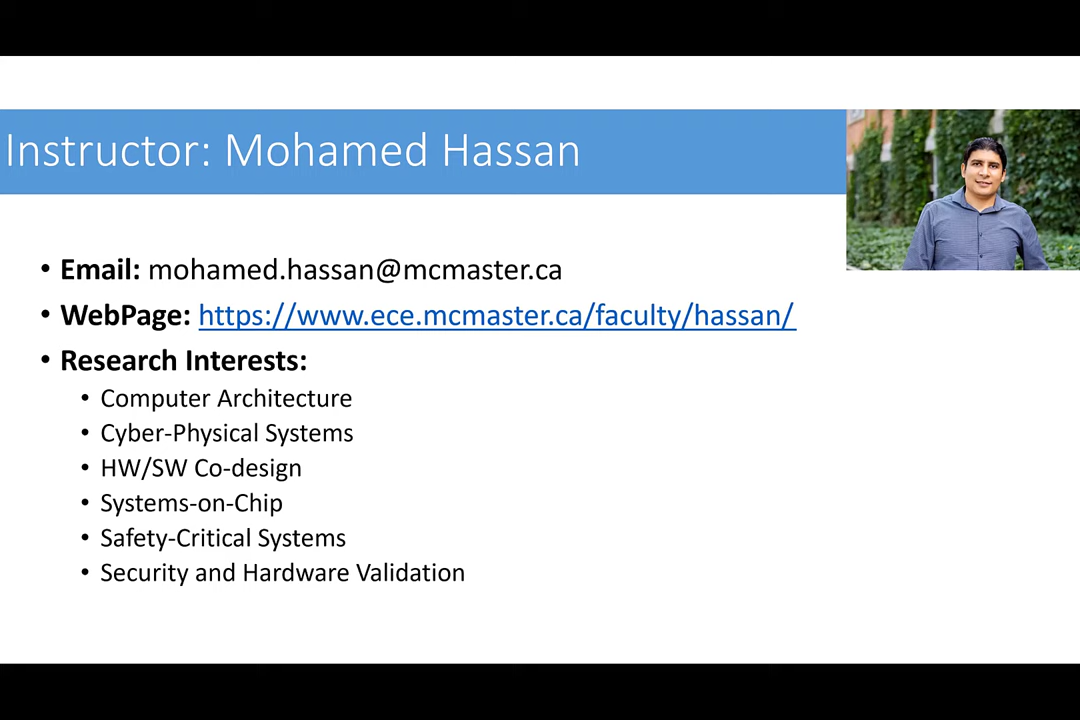 Instructor: Mohamed Hassan
• Email: mohamed.hassan@mcmaster.ca
• WebPage: https://www.ece.mcmaster.ca/faculty/hassan/
• Research Interests:
• Computer Architecture
• Cyber-Physical Systems
• HW/SW Co-design
• Systems-on-Chip
• Safety-Critical Systems
• Security and Hardware Validation